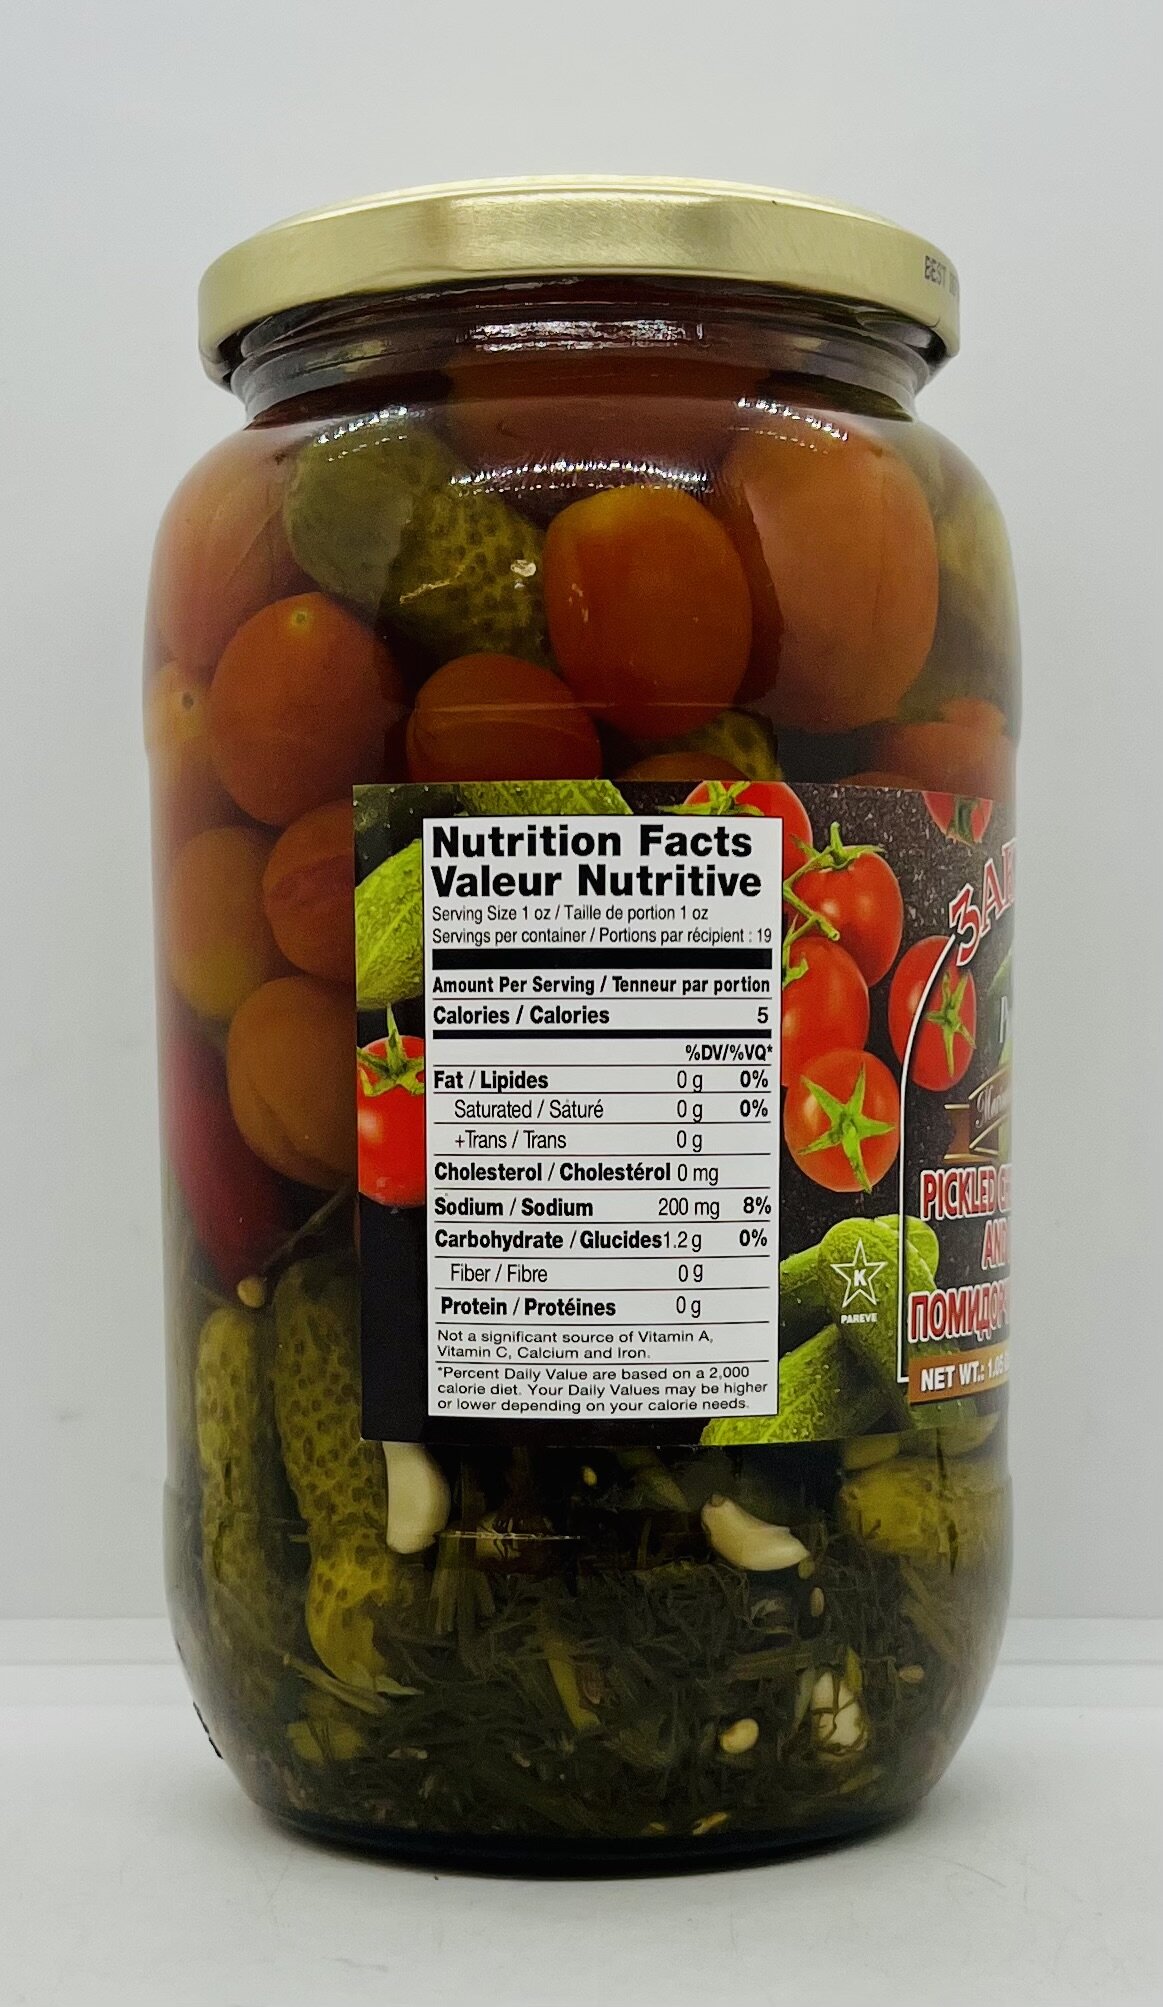 BEST
Nutrition Facts
Valeur Nutritive
Serving Size 1 oz / Taille de portion 1 oz
Servings per container / Portions par récipient : 19
Amount Per Serving / Tenneur par portion
Calories / Calories 5
%DV/%VQ*
Fat / Lipides 0 g 0%
Saturated / Saturé 0 g 0%
+Trans / Trans 0 g
Cholesterol / Cholestérol 0 mg
Sodium / Sodium 200 mg 8%
Carbohydrate / Glucides 1.2 g 0%
Fiber / Fibre 0 g
Protein / Protéines 0 g
Not a significant source of Vitamin A,
Vitamin C, Calcium and Iron.
*Percent Daily Value are based on a 2,000
calorie diet. Your Daily Values may be higher
or lower depending on your calorie needs.
K
PAREVE
PICKLED
NET WT.: